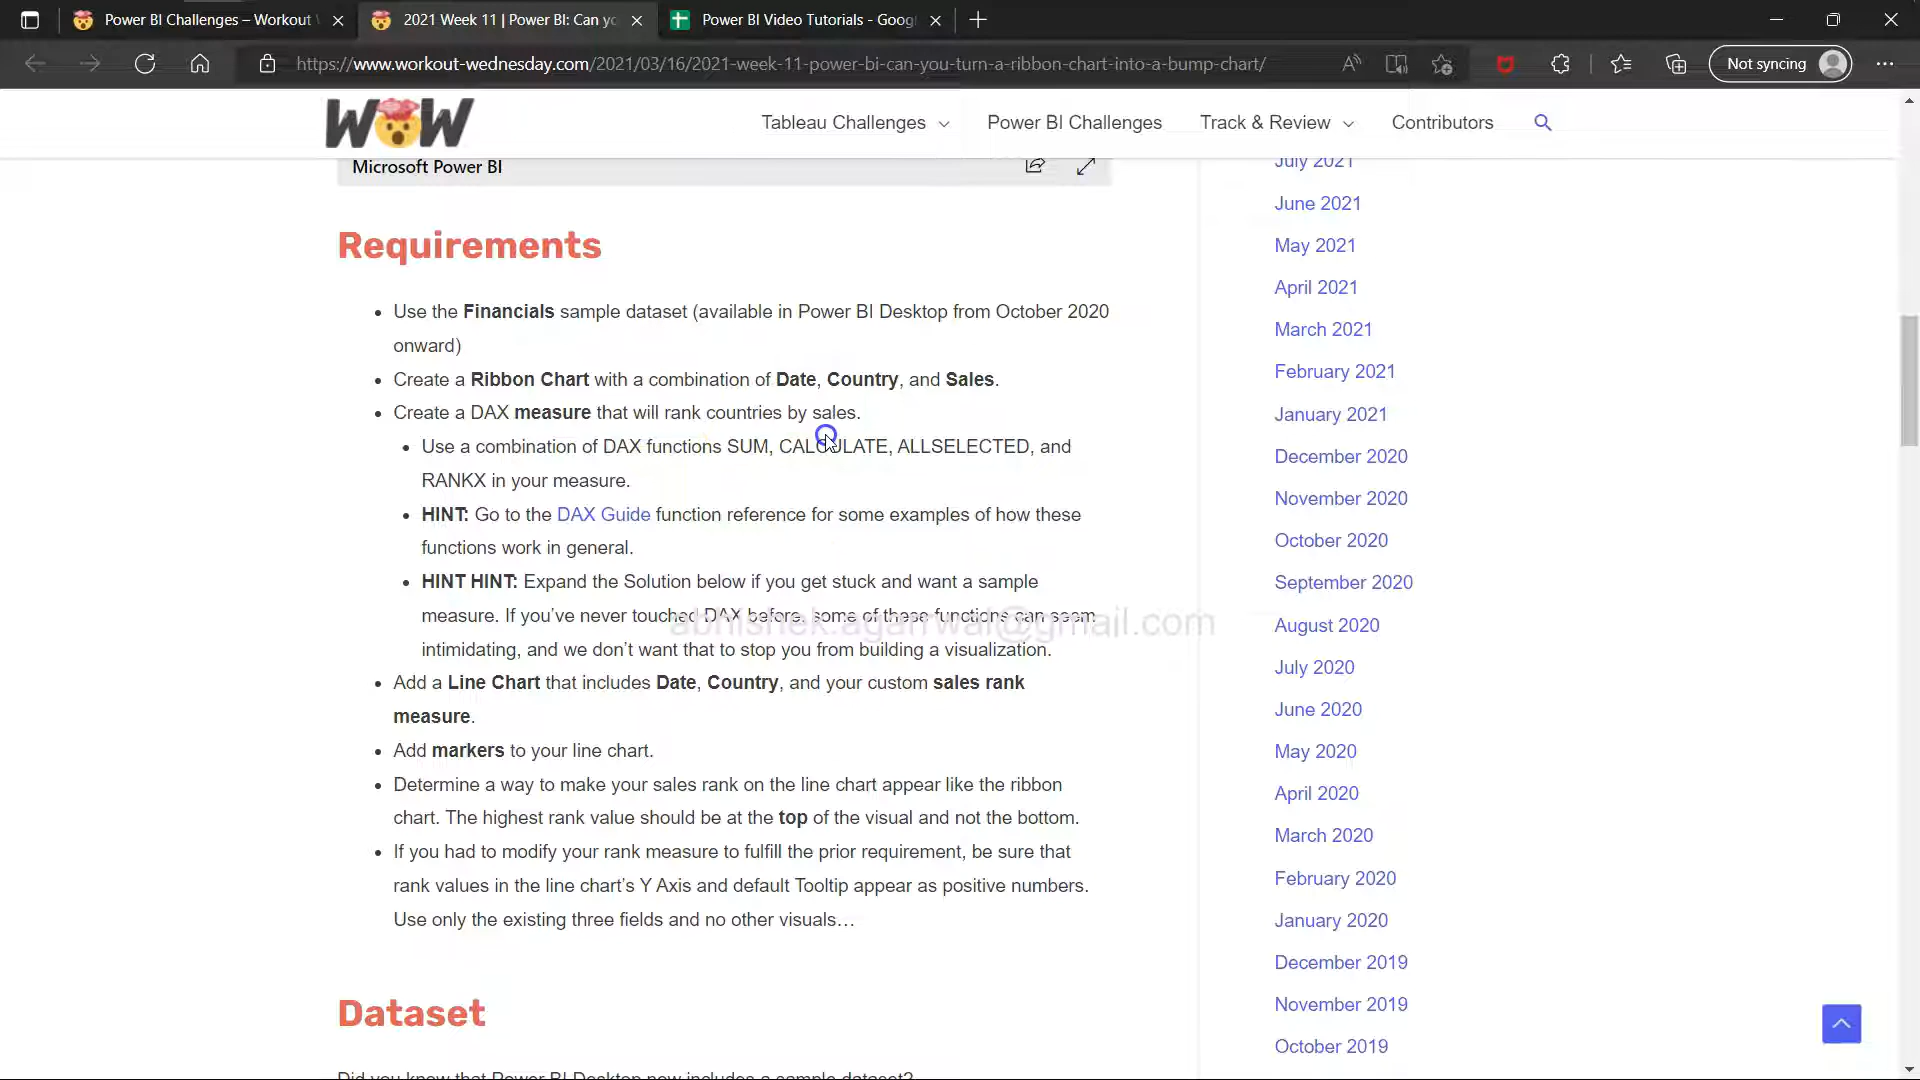 Power BI Challenges – Workout
2021 Week 11 | Power BI: Can yo
Power BI Video Tutorials - Goog
https://www.workout-wednesday.com/2021/03/16/2021-week-11-power-bi-can-you-turn-a-ribbon-chart-into-a-bump-chart/
Not syncing
WOW
Tableau Challenges
Power BI Challenges
Track & Review
Contributors
Microsoft Power BI
Requirements
Use the Financials sample dataset (available in Power BI Desktop from October 2020
onward)
Create a Ribbon Chart with a combination of Date, Country, and Sales.
Create a DAX measure that will rank countries by sales.
Use a combination of DAX functions SUM, CALCULATE, ALLSELECTED, and
RANKX in your measure.
HINT: Go to the DAX Guide function reference for some examples of how these
functions work in general.
HINT HINT: Expand the Solution below if you get stuck and want a sample
measure. If you've never touched DAX before, some of these functions can seem
abhishek.agarrwal@gmail.com
intimidating, and we don't want that to stop you from building a visualization.
Add a Line Chart that includes Date, Country, and your custom sales rank
measure.
Add markers to your line chart.
Determine a way to make your sales rank on the line chart appear like the ribbon
chart. The highest rank value should be at the top of the visual and not the bottom.
If you had to modify your rank measure to fulfill the prior requirement, be sure that
rank values in the line chart's Y Axis and default Tooltip appear as positive numbers.
Use only the existing three fields and no other visuals…
Dataset
Did you know that Power BI Desktop now includes a sample dataset?
July 2021
June 2021
May 2021
April 2021
March 2021
February 2021
January 2021
December 2020
November 2020
October 2020
September 2020
August 2020
July 2020
June 2020
May 2020
April 2020
March 2020
February 2020
January 2020
December 2019
November 2019
October 2019